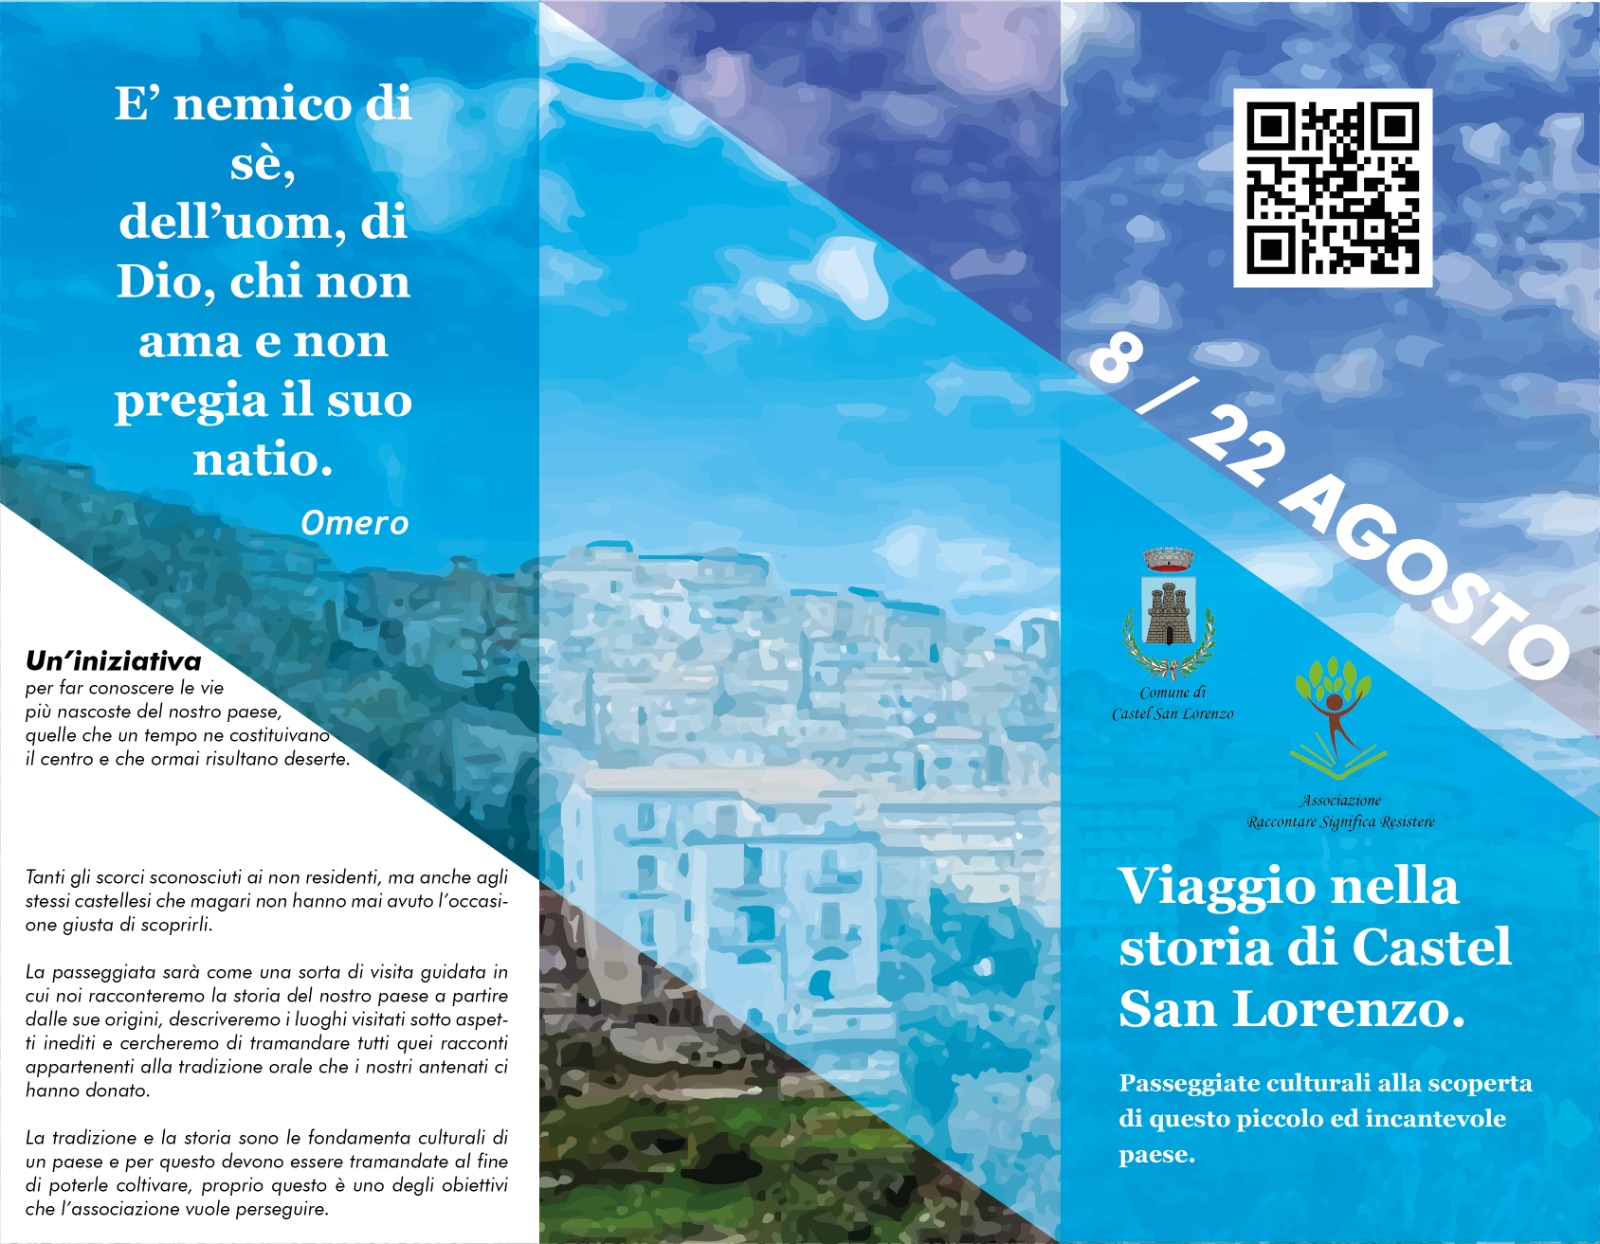 E’ nemico di
sè,
dell’uom, di
Dio, chi non
ama e non
pregia il suo
natio.
Omero
Un’iniziativa
per far conoscere le vie
più nascoste del nostro paese,
quelle che un tempo ne costituivano
il centro e che ormai risultano deserte.
Tanti gli scorci sconosciuti ai non residenti, ma anche agli
stessi castellesi che magari non hanno mai avuto l’occasi-
one giusta di scoprirli.
La passeggiata sarà come una sorta di visita guidata in
cui noi racconteremo la storia del nostro paese a partire
dalle sue origini, descriveremo i luoghi visitati sotto aspet-
ti inediti e cercheremo di tramandare tutti quei racconti
appartenenti alla tradizione orale che i nostri antenati ci
hanno donato.
La tradizione e la storia sono le fondamenta culturali di
un paese e per questo devono essere tramandate al fine
di poterle coltivare, proprio questo è uno degli obiettivi
che l’associazione vuole perseguire.
8 / 22 AGOSTO
Comune di
Castel San Lorenzo
Associazione
Raccontare Significa Resistere
Viaggio nella
storia di Castel
San Lorenzo.
Passeggiate culturali alla scoperta
di questo piccolo ed incantevole
paese.